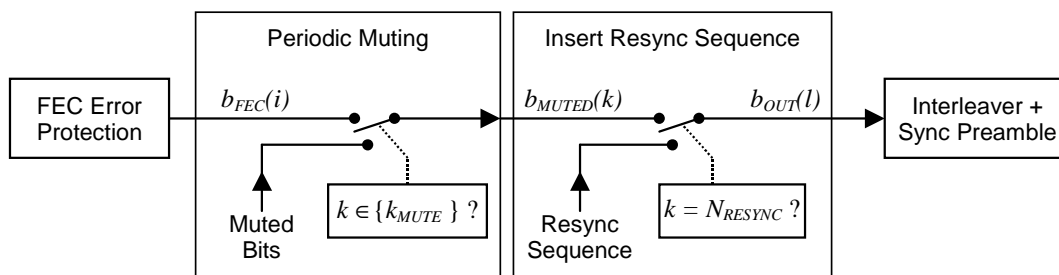 Periodic Muting
Insert Resync Sequence
FEC Error
Protection
b_FEC(i)
b_MUTED(k)
b_OUT(l)
Interleaver +
Sync Preamble
Muted
Bits
k ∈ {k_MUTE } ?
Resync
Sequence
k = N_RESYNC ?